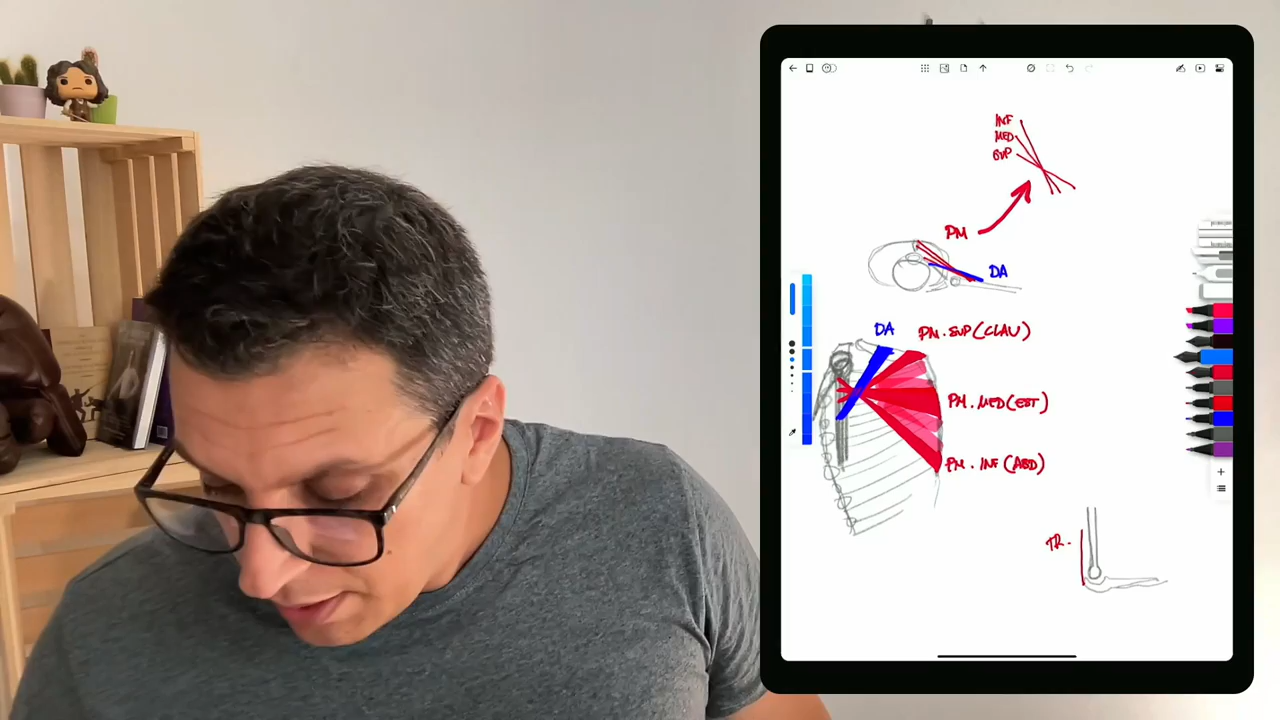 INF
MED
SUP
PM
DA
DA
PM. SUP (CLAV)
PM. MED (EST)
PM. INF (ABD)
TR.